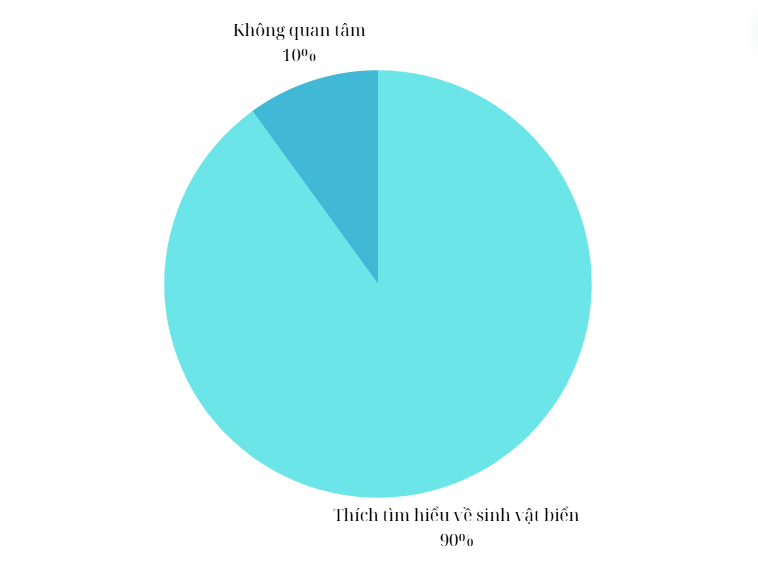 Không quan tâm
10%
Thích tìm hiểu về sinh vật biển
90%